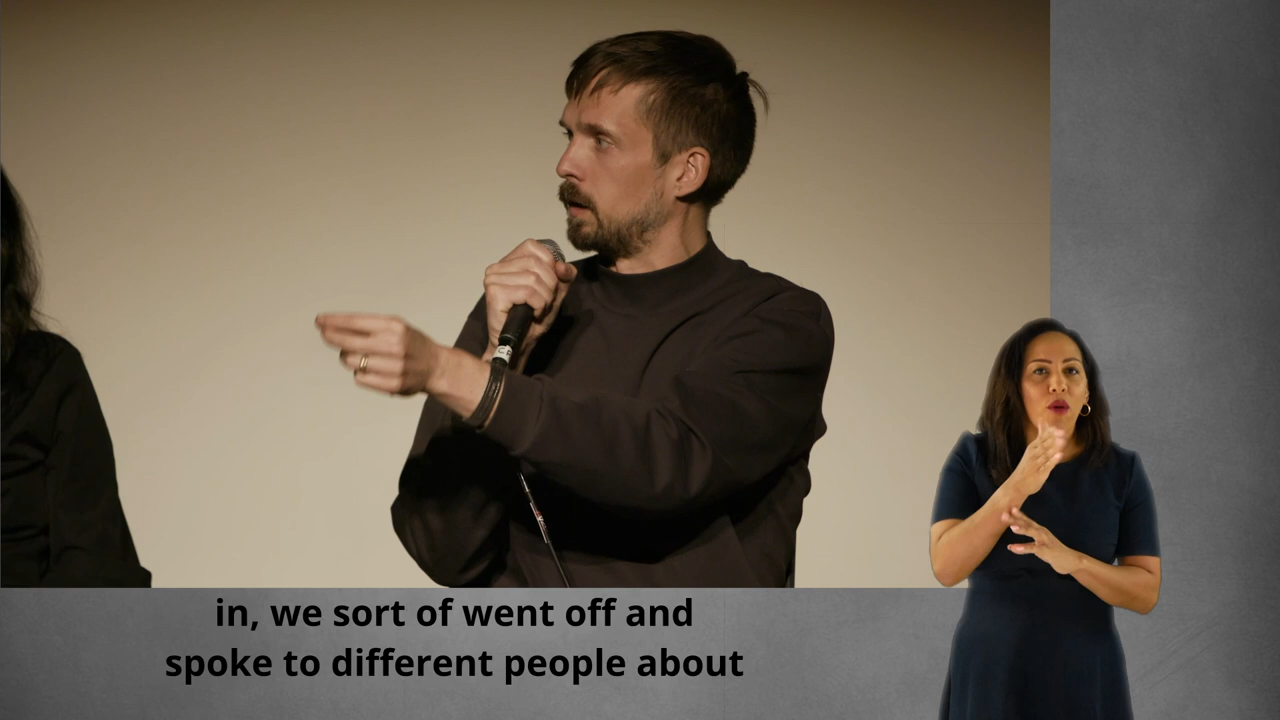 in, we sort of went off and
spoke to different people about